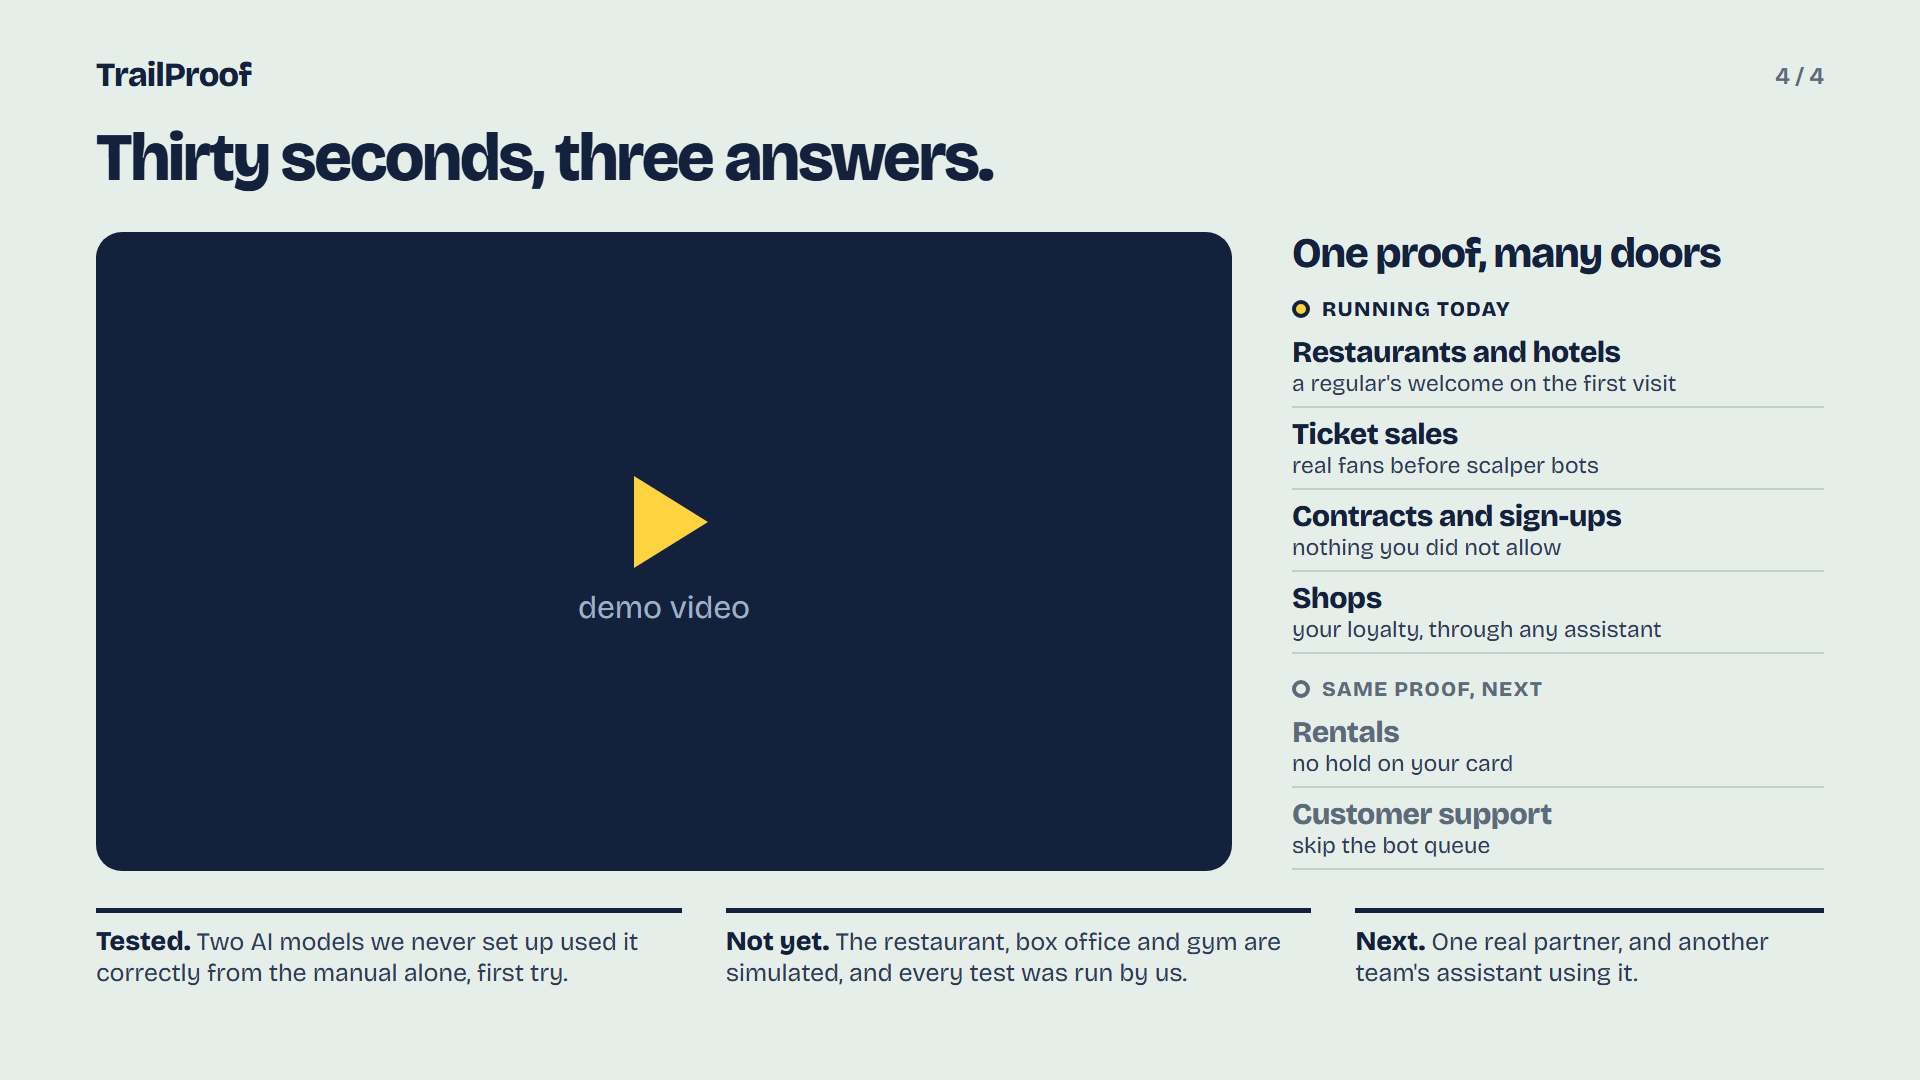 TrailProof
4 / 4
Thirty seconds, three answers.
demo video
One proof, many doors
RUNNING TODAY
Restaurants and hotels
a regular's welcome on the first visit
Ticket sales
real fans before scalper bots
Contracts and sign-ups
nothing you did not allow
Shops
your loyalty, through any assistant
SAME PROOF, NEXT
Rentals
no hold on your card
Customer support
skip the bot queue
Tested. Two AI models we never set up used it
correctly from the manual alone, first try.
Not yet. The restaurant, box office and gym are
simulated, and every test was run by us.
Next. One real partner, and another
team's assistant using it.